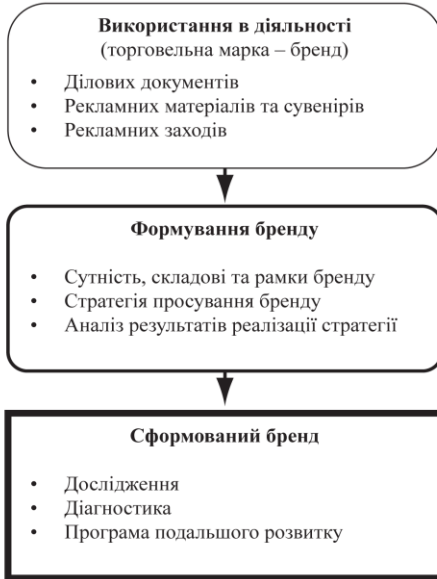 Використання в діяльності
(торговельна марка – бренд)
• Ділових документів
• Рекламних матеріалів та сувенірів
• Рекламних заходів
Формування бренду
• Сутність, складові та рамки бренду
• Стратегія просування бренду
• Аналіз результатів реалізації стратегії
Сформований бренд
• Дослідження
• Діагностика
• Програма подальшого розвитку